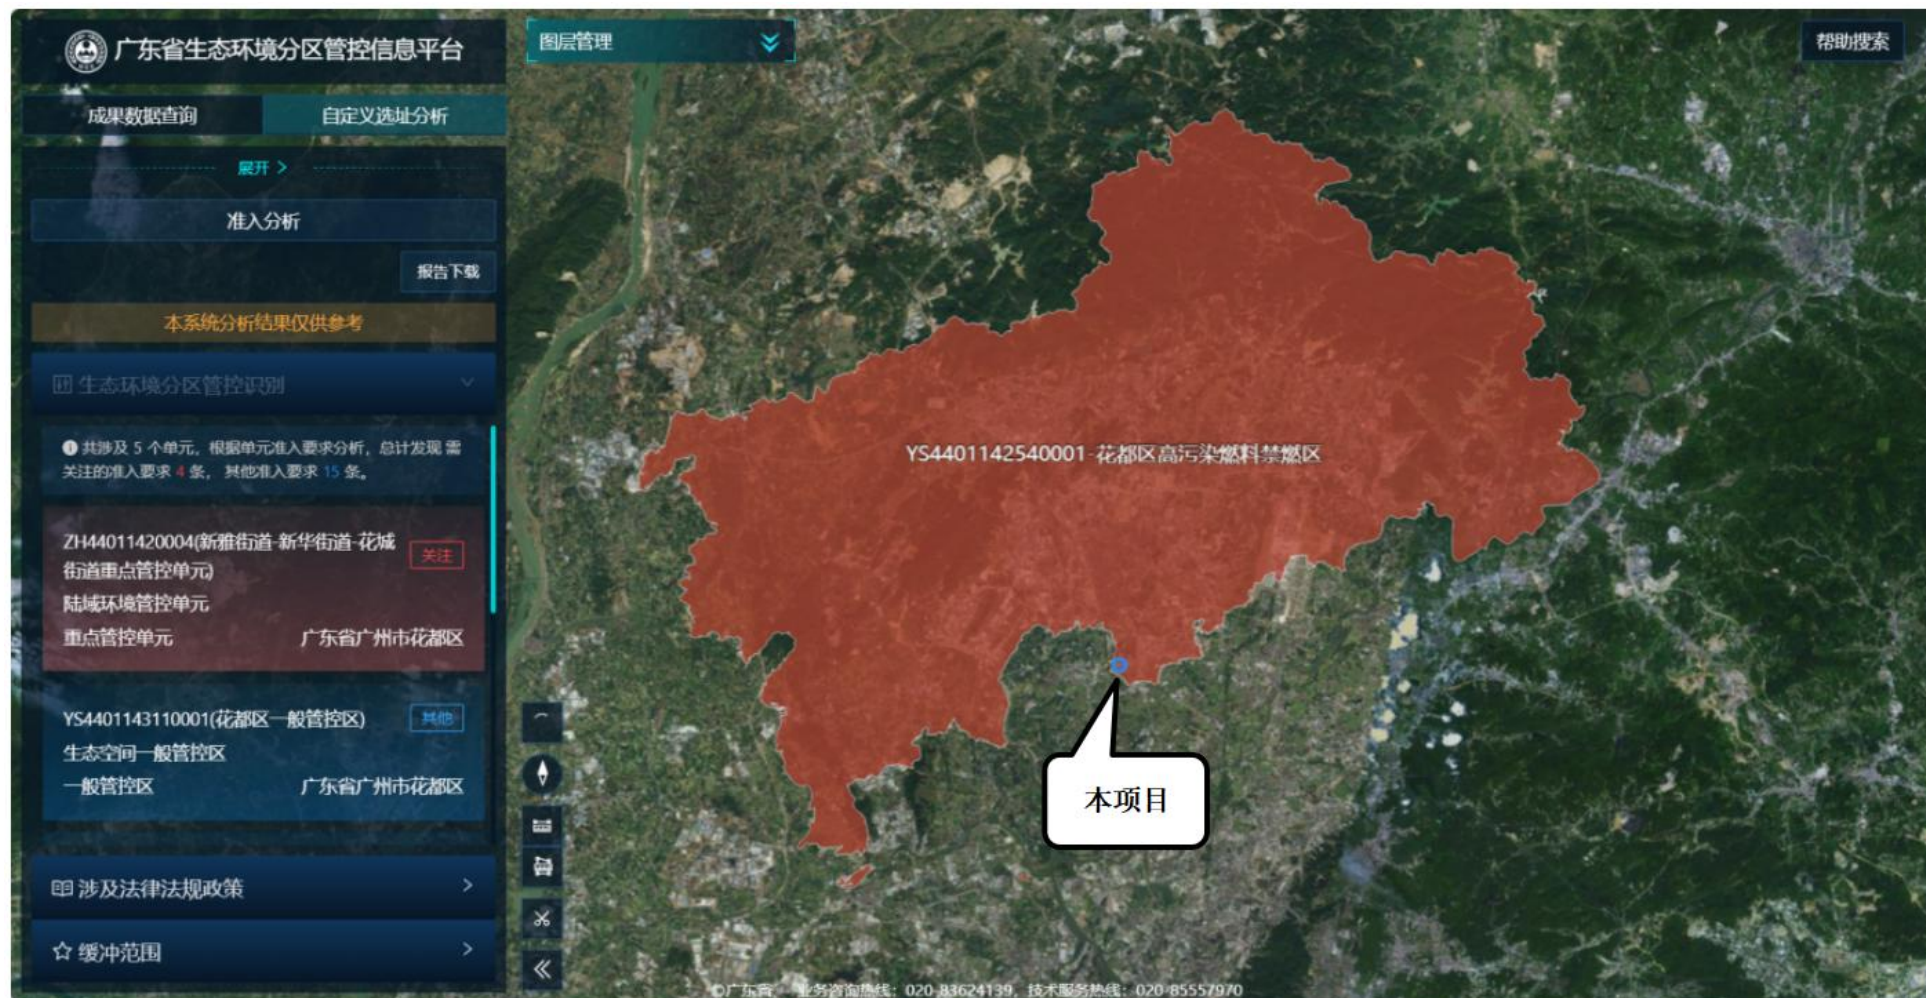 广东省生态环境分区管控信息平台
图层管理
帮助搜索
成果数据查询
自定义选址分析
展开 >
准入分析
报告下载
本系统分析结果仅供参考
生态环境分区管控识别
共涉及 5 个单元，根据单元准入要求分析，总计发现 需
关注的准入要求 4 条， 其他准入要求 15 条。
ZH44011420004(新雅街道-新华街道-花城
街道重点管控单元)
关注
陆域环境管控单元
重点管控单元
广东省广州市花都区
YS4401143110001(花都区一般管控区)
其他
生态空间一般管控区
一般管控区
广东省广州市花都区
涉及法律法规政策
缓冲范围
YS4401142540001-花都区高污染燃料禁燃区
本项目
©广东省 业务咨询热线：020-83624139，技术服务热线：020-85557970